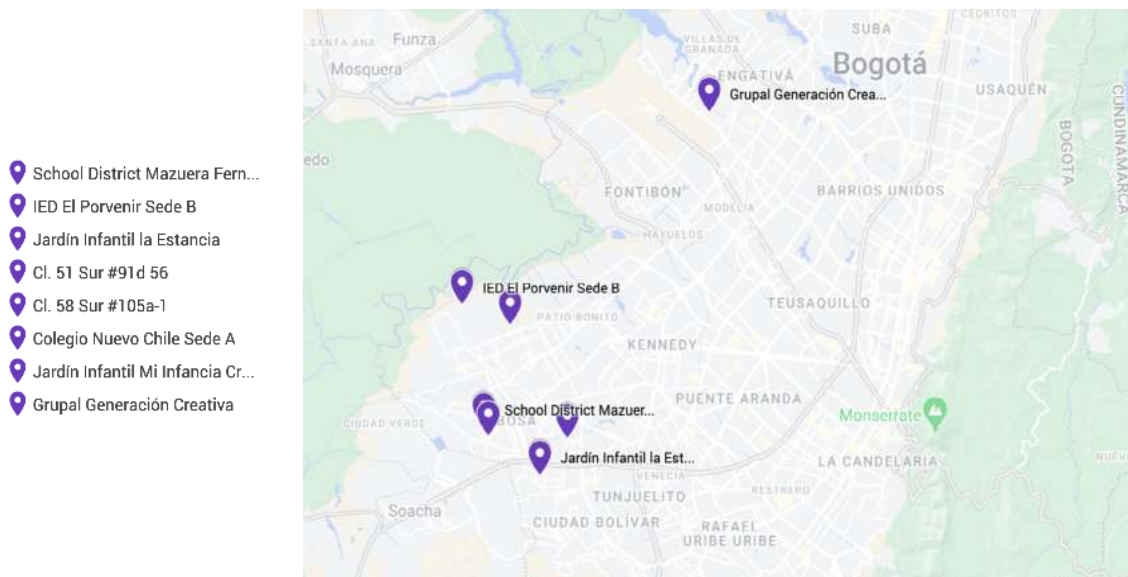 School District Mazuera Fern...
IED El Porvenir Sede B
Jardín Infantil la Estancia
Cl. 51 Sur #91d 56
Cl. 58 Sur #105a-1
Colegio Nuevo Chile Sede A
Jardín Infantil Mi Infancia Cr...
Grupal Generación Creativa
CEDRITOS
SANTA ANA
Funza
VILLAS DE
GRANADA
SUBA
Mosquera
Bogotá
ENGATIVÁ
USAQUÉN
Grupal Generación Crea...
CUNDINAMARCA
BOGOTA
edo
FONTIBÓN
BARRIOS UNIDOS
MODELIA
HAYUELOS
IED El Porvenir Sede B
TEUSAQUILLO
PATIO BONITO
KENNEDY
PUENTE ARANDA
School District Mazuer...
BOSA
CIUDAD VERDE
Monserrate
Jardín Infantil la Est...
LA CANDELARIA
NUEV
VENECIA
RESTREPO
TUNJUELITO
Soacha
CIUDAD BOLÍVAR
RAFAEL
URIBE URIBE